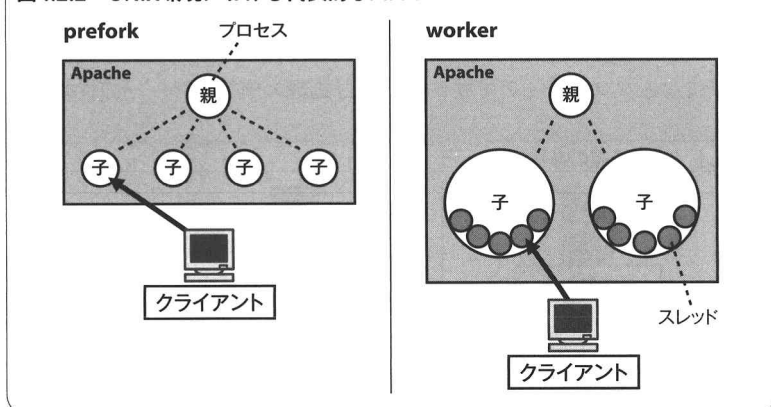 prefork
プロセス
Apache
親
子
子
子
子
クライアント
worker
Apache
親
子
子
スレッド
クライアント